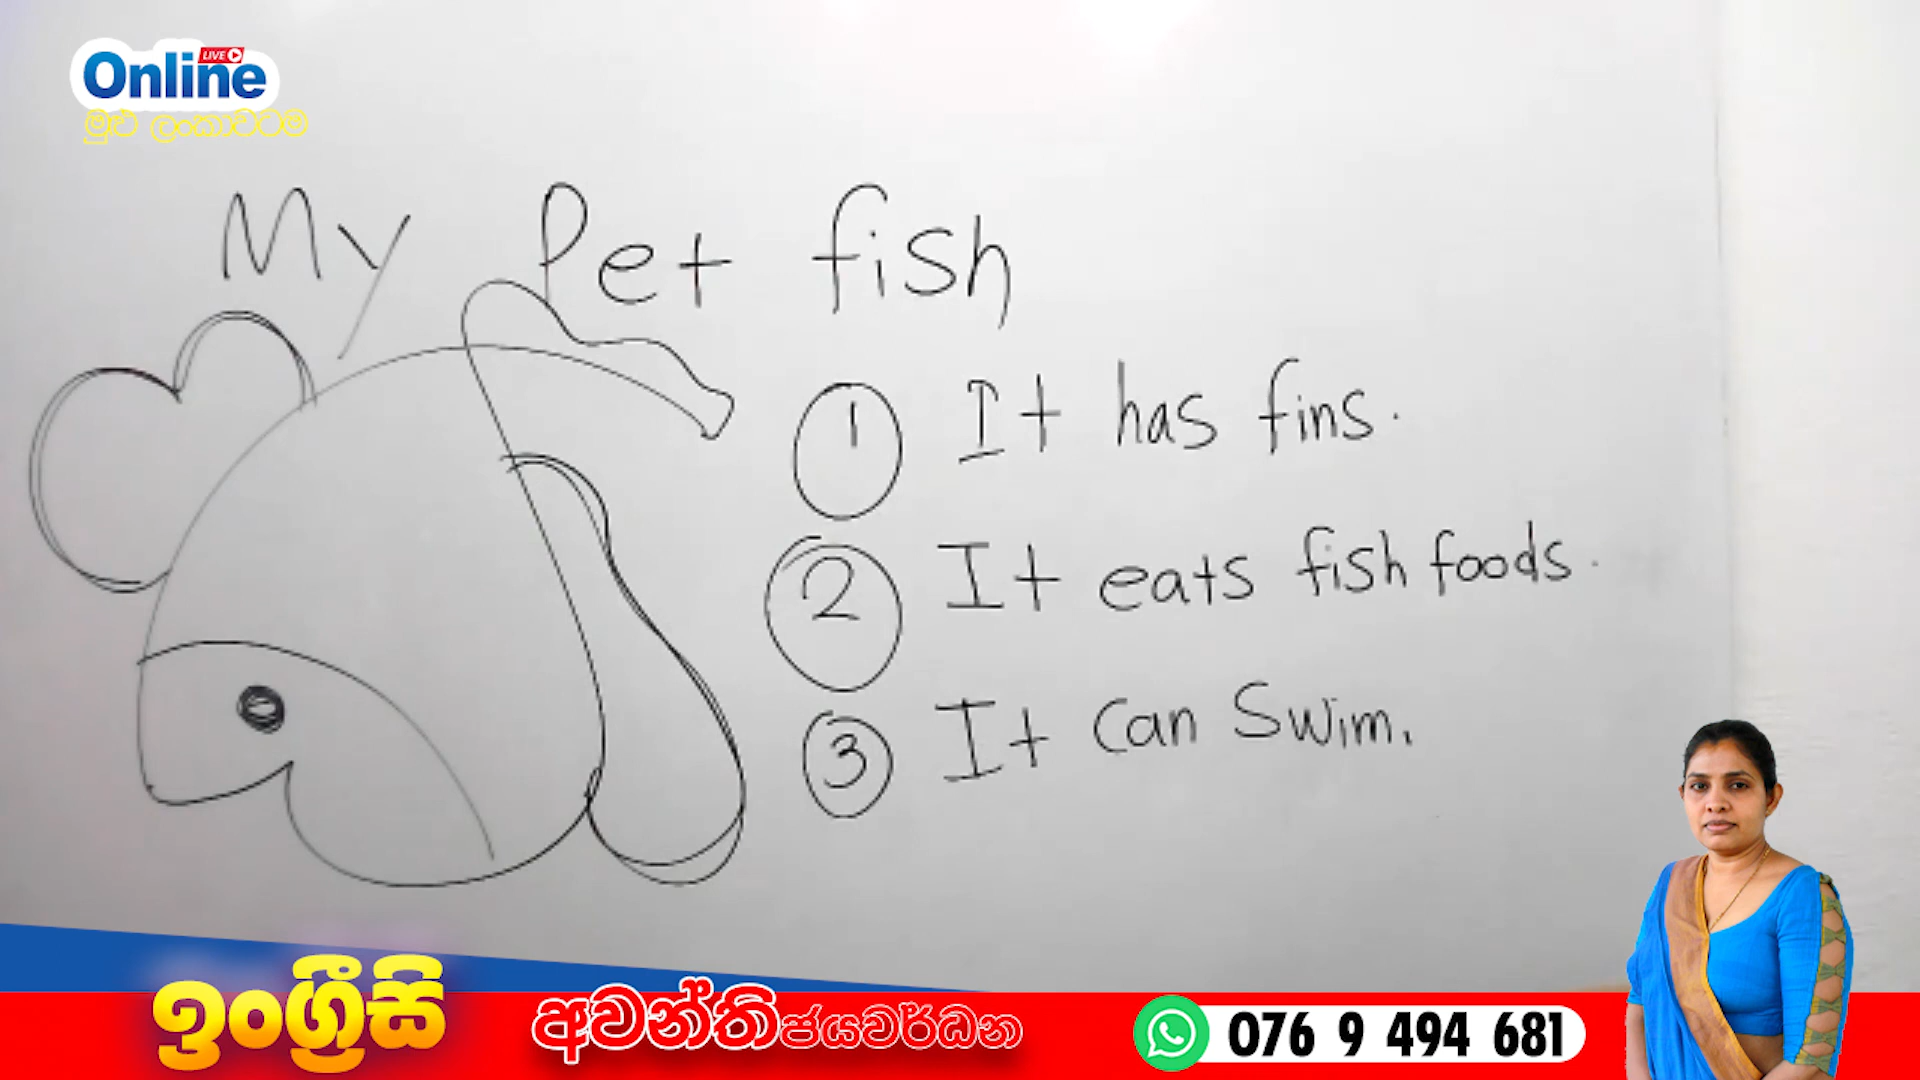 Online
LIVE
මුළු ලංකාවටම
My Pet fish
1 It has fins.
2 It eats fish foods.
3 It can Swim.
ඉංග්‍රීසි
අවන්ති ජයවර්ධන
076 9 494 681